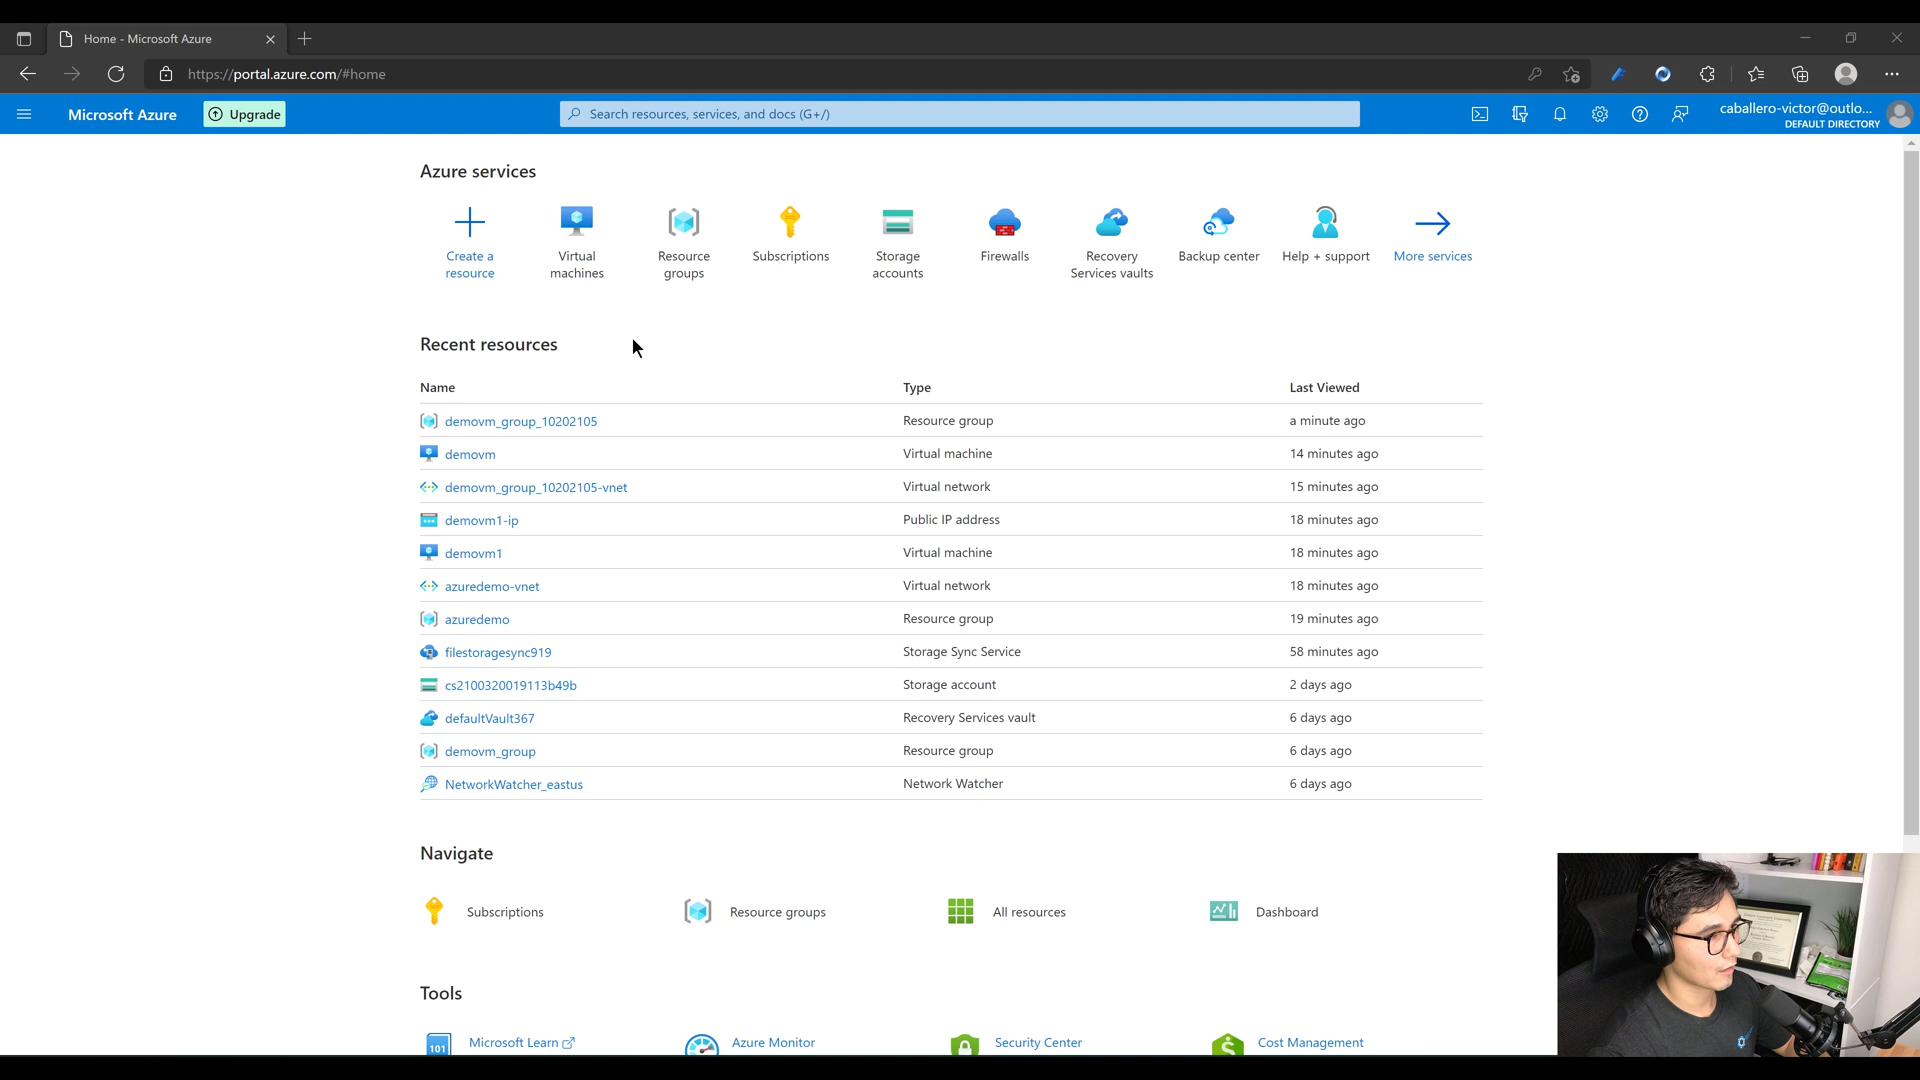 Home - Microsoft Azure
https://portal.azure.com/#home
Microsoft Azure
Upgrade
Search resources, services, and docs (G+/)
caballero-victor@outlo...
DEFAULT DIRECTORY
Azure services
Create a resource
Virtual machines
Resource groups
Subscriptions
Storage accounts
Firewalls
Recovery Services vaults
Backup center
Help + support
More services
Recent resources
Name Type Last Viewed
demovm_group_10202105 Resource group a minute ago
demovm Virtual machine 14 minutes ago
demovm_group_10202105-vnet Virtual network 15 minutes ago
demovm1-ip Public IP address 18 minutes ago
demovm1 Virtual machine 18 minutes ago
azuredemo-vnet Virtual network 18 minutes ago
azuredemo Resource group 19 minutes ago
filestoragesync919 Storage Sync Service 58 minutes ago
cs2100320019113b49b Storage account 2 days ago
defaultVault367 Recovery Services vault 6 days ago
demovm_group Resource group 6 days ago
NetworkWatcher_eastus Network Watcher 6 days ago
Navigate
Subscriptions Resource groups All resources Dashboard
Tools
101 Microsoft Learn Azure Monitor Security Center Cost Management